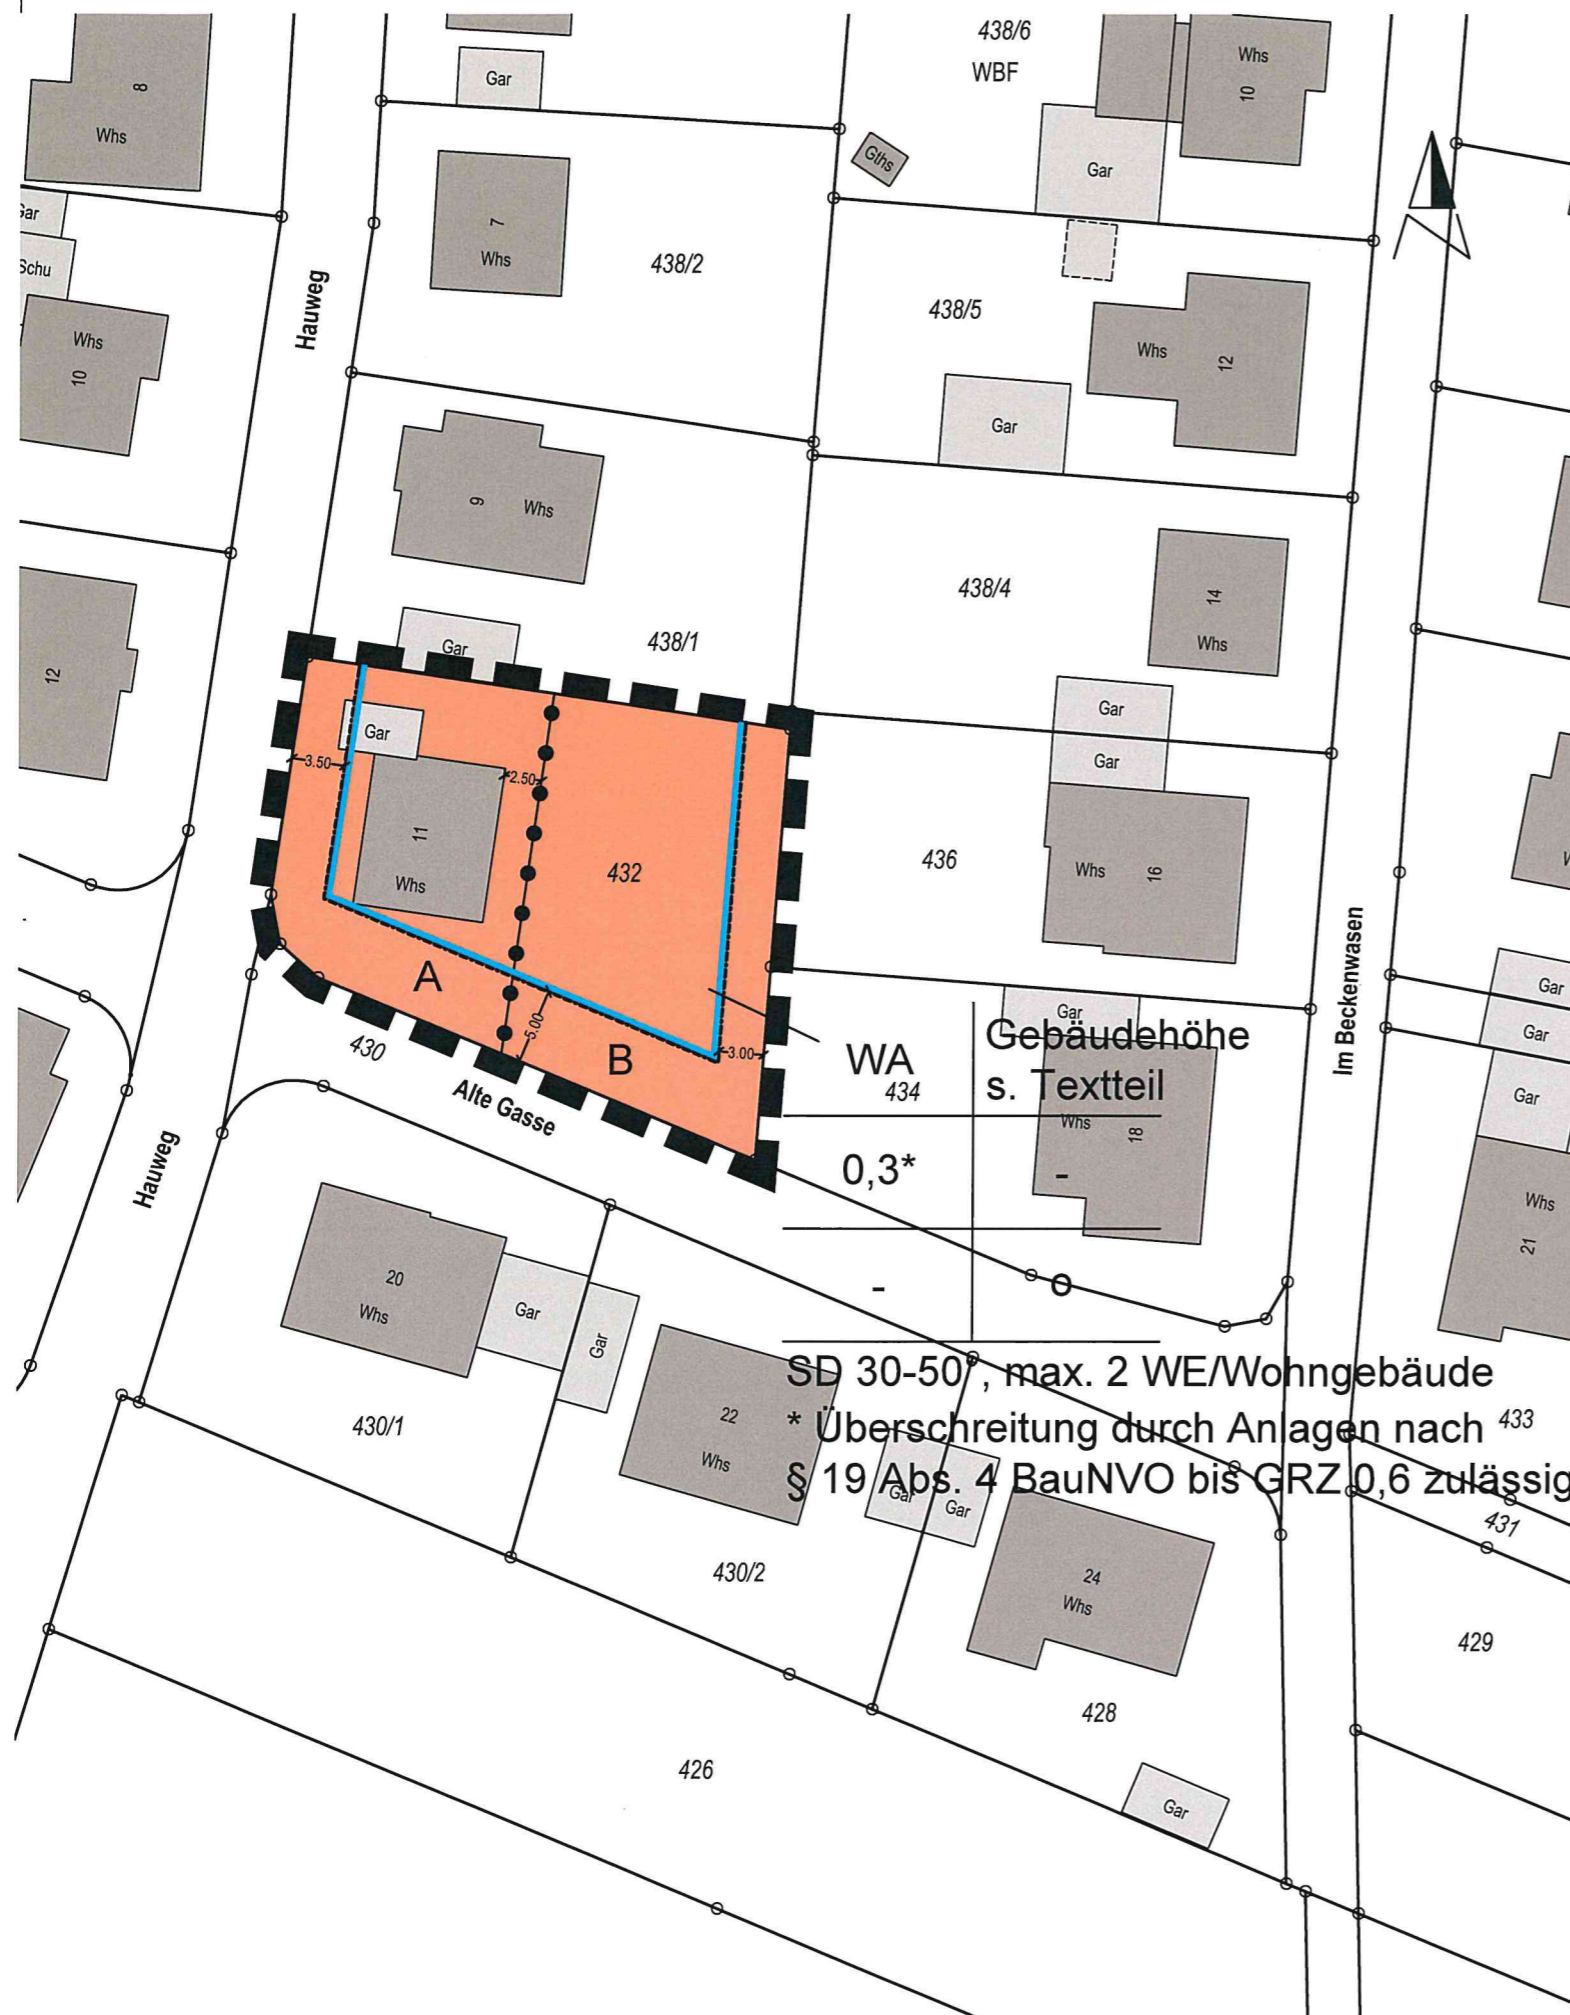 438/6
WBF
Whs
10
8
Whs
Gar
Gths
Gar
7
Whs
438/2
Gar
Schu
438/5
Hauweg
Whs
10
Whs
12
Gar
9
Whs
438/4
14
Whs
12
Gar
438/1
Gar
Gar
Gar
3.50
2.50
11
Whs
432
436
Whs
16
Im Beckenwasen
A
5.00
B
3.00
430
Alte Gasse
Hauweg
Gar
Gebäudehöhe
WA
s. Textteil
434
Whs
18
0,3*
-
-
o
Gar
Gar
Gar
Whs
21
20
Whs
Gar
Gar
SD 30-50°, max. 2 WE/Wohngebäude
* Überschreitung durch Anlagen nach
§ 19 Abs. 4 BauNVO bis GRZ 0,6 zulässig
433
430/1
22
Whs
Gar
Gar
431
430/2
24
Whs
429
428
426
Gar